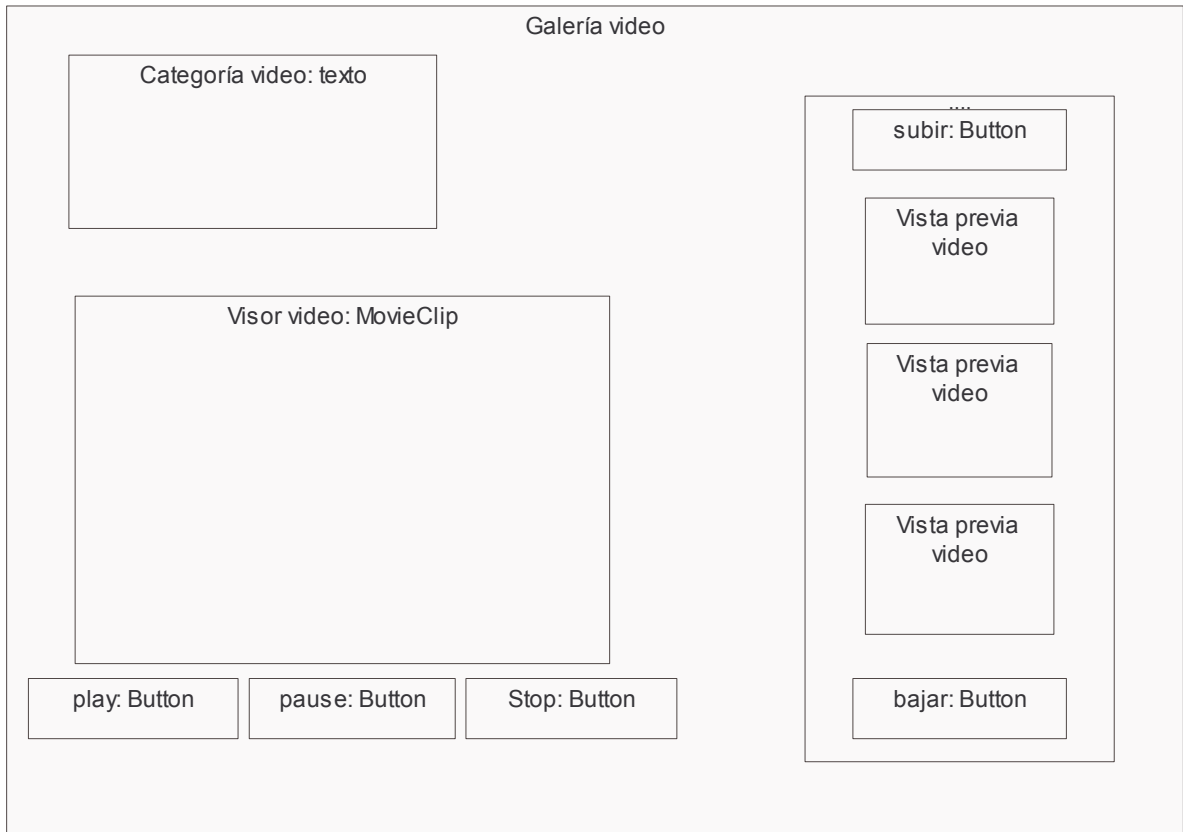 Galería video
Categoría video: texto
Visor video: MovieClip
play: Button
pause: Button
Stop: Button
....
subir: Button
Vista previa
video
Vista previa
video
Vista previa
video
bajar: Button